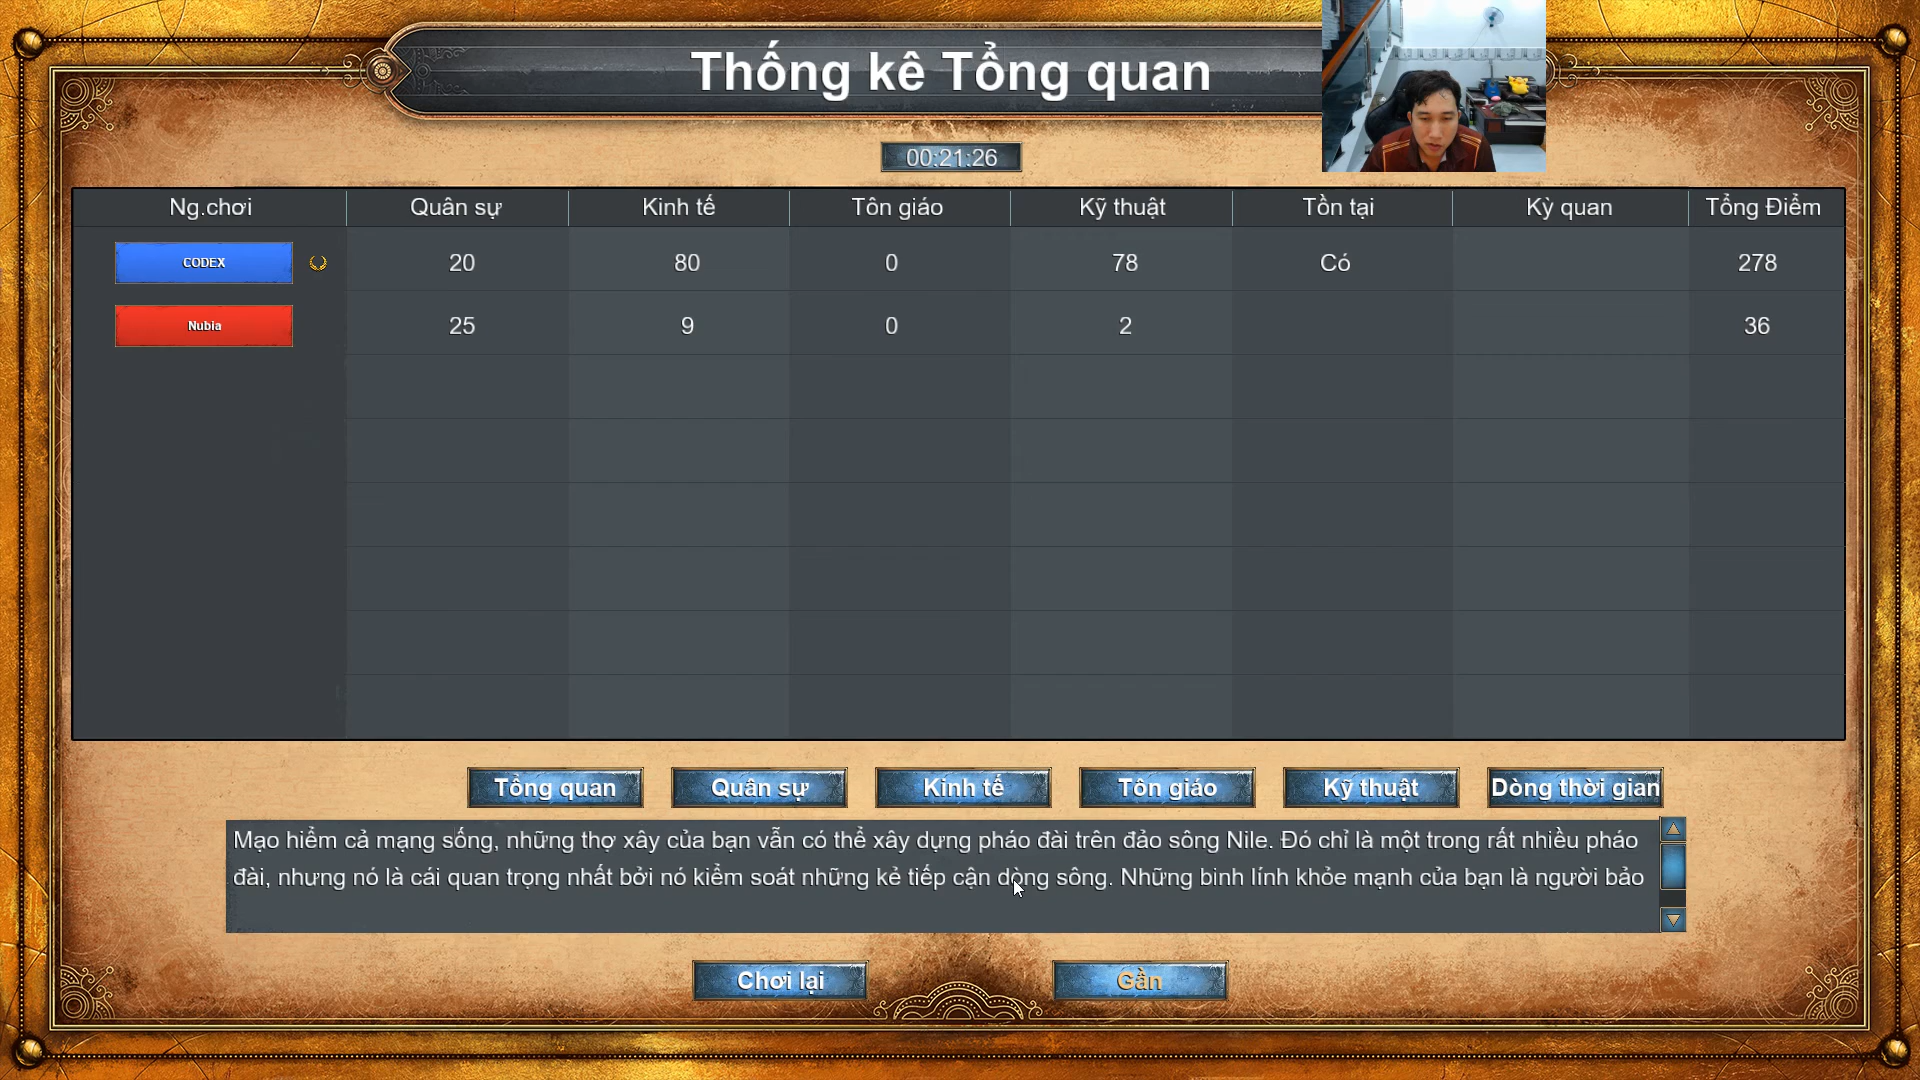 Thống kê Tổng quan
00:21:26
Ng.chơi Quân sự Kinh tế Tôn giáo Kỹ thuật Tồn tại Kỳ quan Tổng Điểm
CODEX 20 80 0 78 Có 278
Nubia 25 9 0 2 36
Tổng quan Quân sự Kinh tế Tôn giáo Kỹ thuật Dòng thời gian
Mạo hiểm cả mạng sống, những thợ xây của bạn vẫn có thể xây dựng pháo đài trên đảo sông Nile. Đó chỉ là một trong rất nhiều pháo
đài, nhưng nó là cái quan trọng nhất bởi nó kiểm soát những kẻ tiếp cận dòng sông. Những binh lính khỏe mạnh của bạn là người bảo
Chơi lại Gần